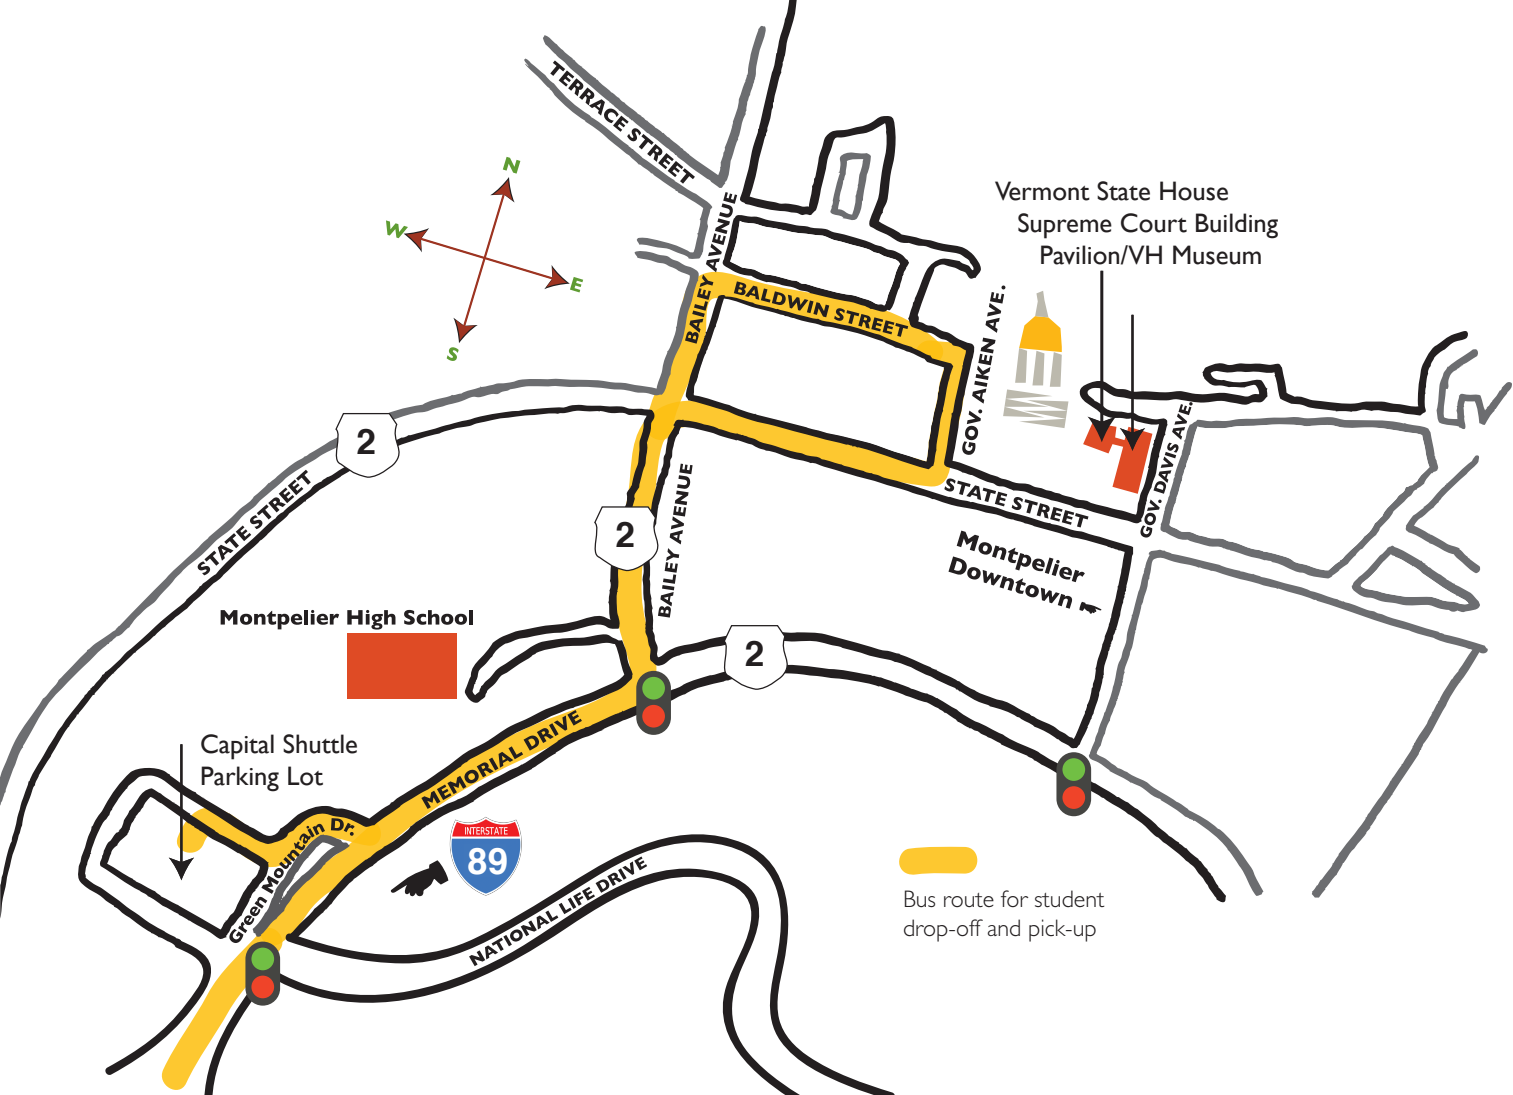 TERRACE STREET
N
W
E
S
BAILEY AVENUE
BALDWIN STREET
GOV. AIKEN AVE.
Vermont State House
Supreme Court Building
Pavilion/VH Museum
2
STATE STREET
GOV. DAVIS AVE.
STATE STREET
2
BAILEY AVENUE
Montpelier
Downtown
Montpelier High School
2
MEMORIAL DRIVE
Capital Shuttle
Parking Lot
Green Mountain Dr.
INTERSTATE
89
NATIONAL LIFE DRIVE
Bus route for student
drop-off and pick-up